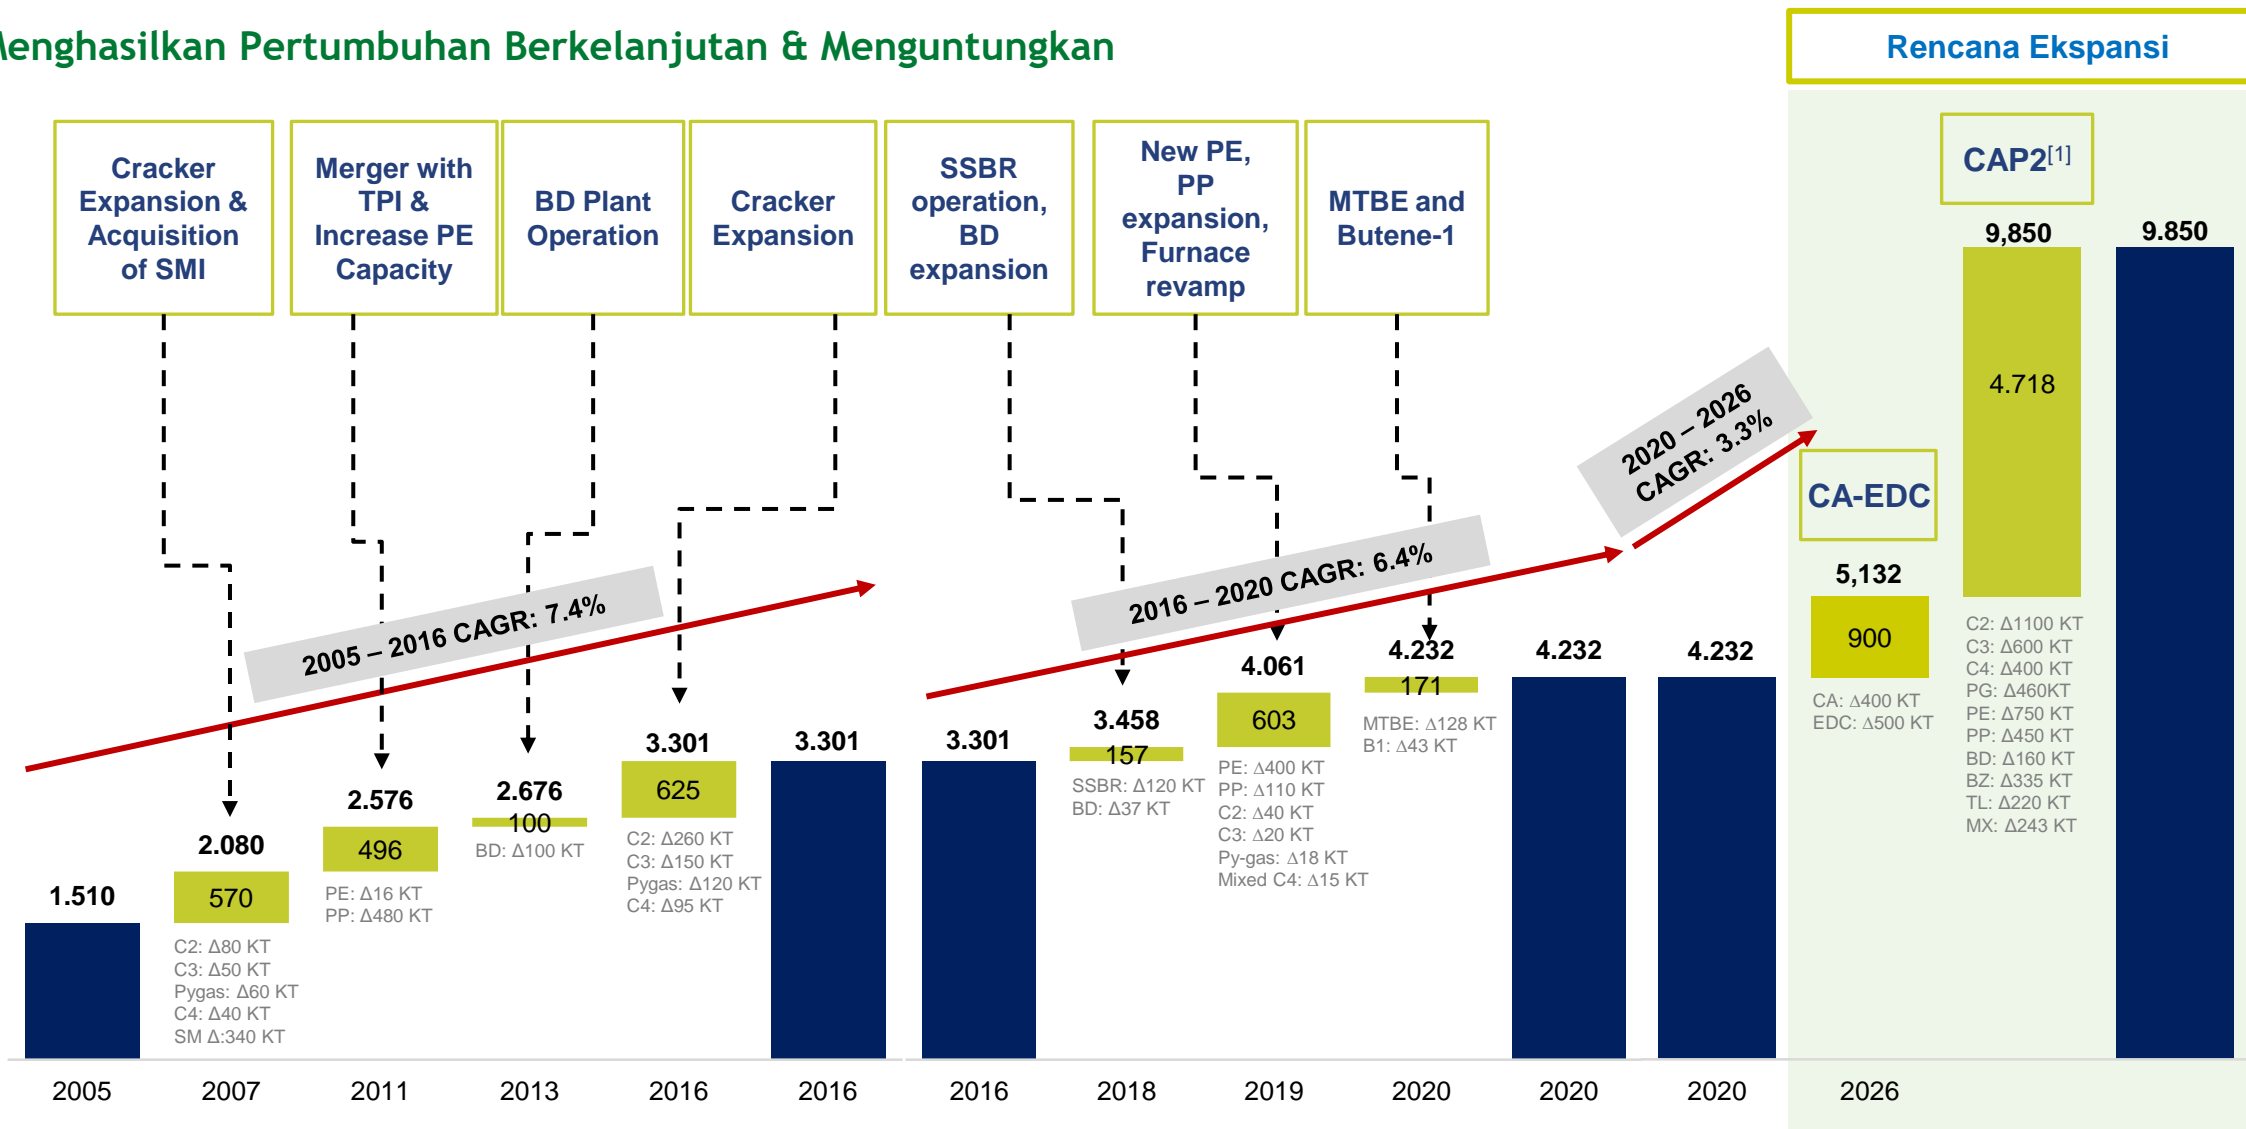 Menghasilkan Pertumbuhan Berkelanjutan & Menguntungkan
Rencana Ekspansi
Cracker
Expansion &
Acquisition
of SMI
Merger with
TPI &
Increase PE
Capacity
BD Plant
Operation
Cracker
Expansion
SSBR
operation,
BD
expansion
New PE,
PP
expansion,
Furnace
revamp
MTBE and
Butene-1
CAP2[1]
CA-EDC
2005 – 2016 CAGR: 7.4%
2016 – 2020 CAGR: 6.4%
2020 – 2026
CAGR: 3.3%
1.510
2.080
570
C2: Δ80 KT
C3: Δ50 KT
Pygas: Δ60 KT
C4: Δ40 KT
SM Δ:340 KT
2.576
496
PE: Δ16 KT
PP: Δ480 KT
2.676
100
BD: Δ100 KT
3.301
625
C2: Δ260 KT
C3: Δ150 KT
Pygas: Δ120 KT
C4: Δ95 KT
3.301
3.301
3.458
157
SSBR: Δ120 KT
BD: Δ37 KT
4.061
603
PE: Δ400 KT
PP: Δ110 KT
C2: Δ40 KT
C3: Δ20 KT
Py-gas: Δ18 KT
Mixed C4: Δ15 KT
4.232
171
MTBE: Δ128 KT
B1: Δ43 KT
4.232
4.232
5,132
900
CA: Δ400 KT
EDC: Δ500 KT
9,850
4.718
C2: Δ1100 KT
C3: Δ600 KT
C4: Δ400 KT
PG: Δ460KT
PE: Δ750 KT
PP: Δ450 KT
BD: Δ160 KT
BZ: Δ335 KT
TL: Δ220 KT
MX: Δ243 KT
9.850
2005
2007
2011
2013
2016
2016
2016
2018
2019
2020
2020
2020
2026